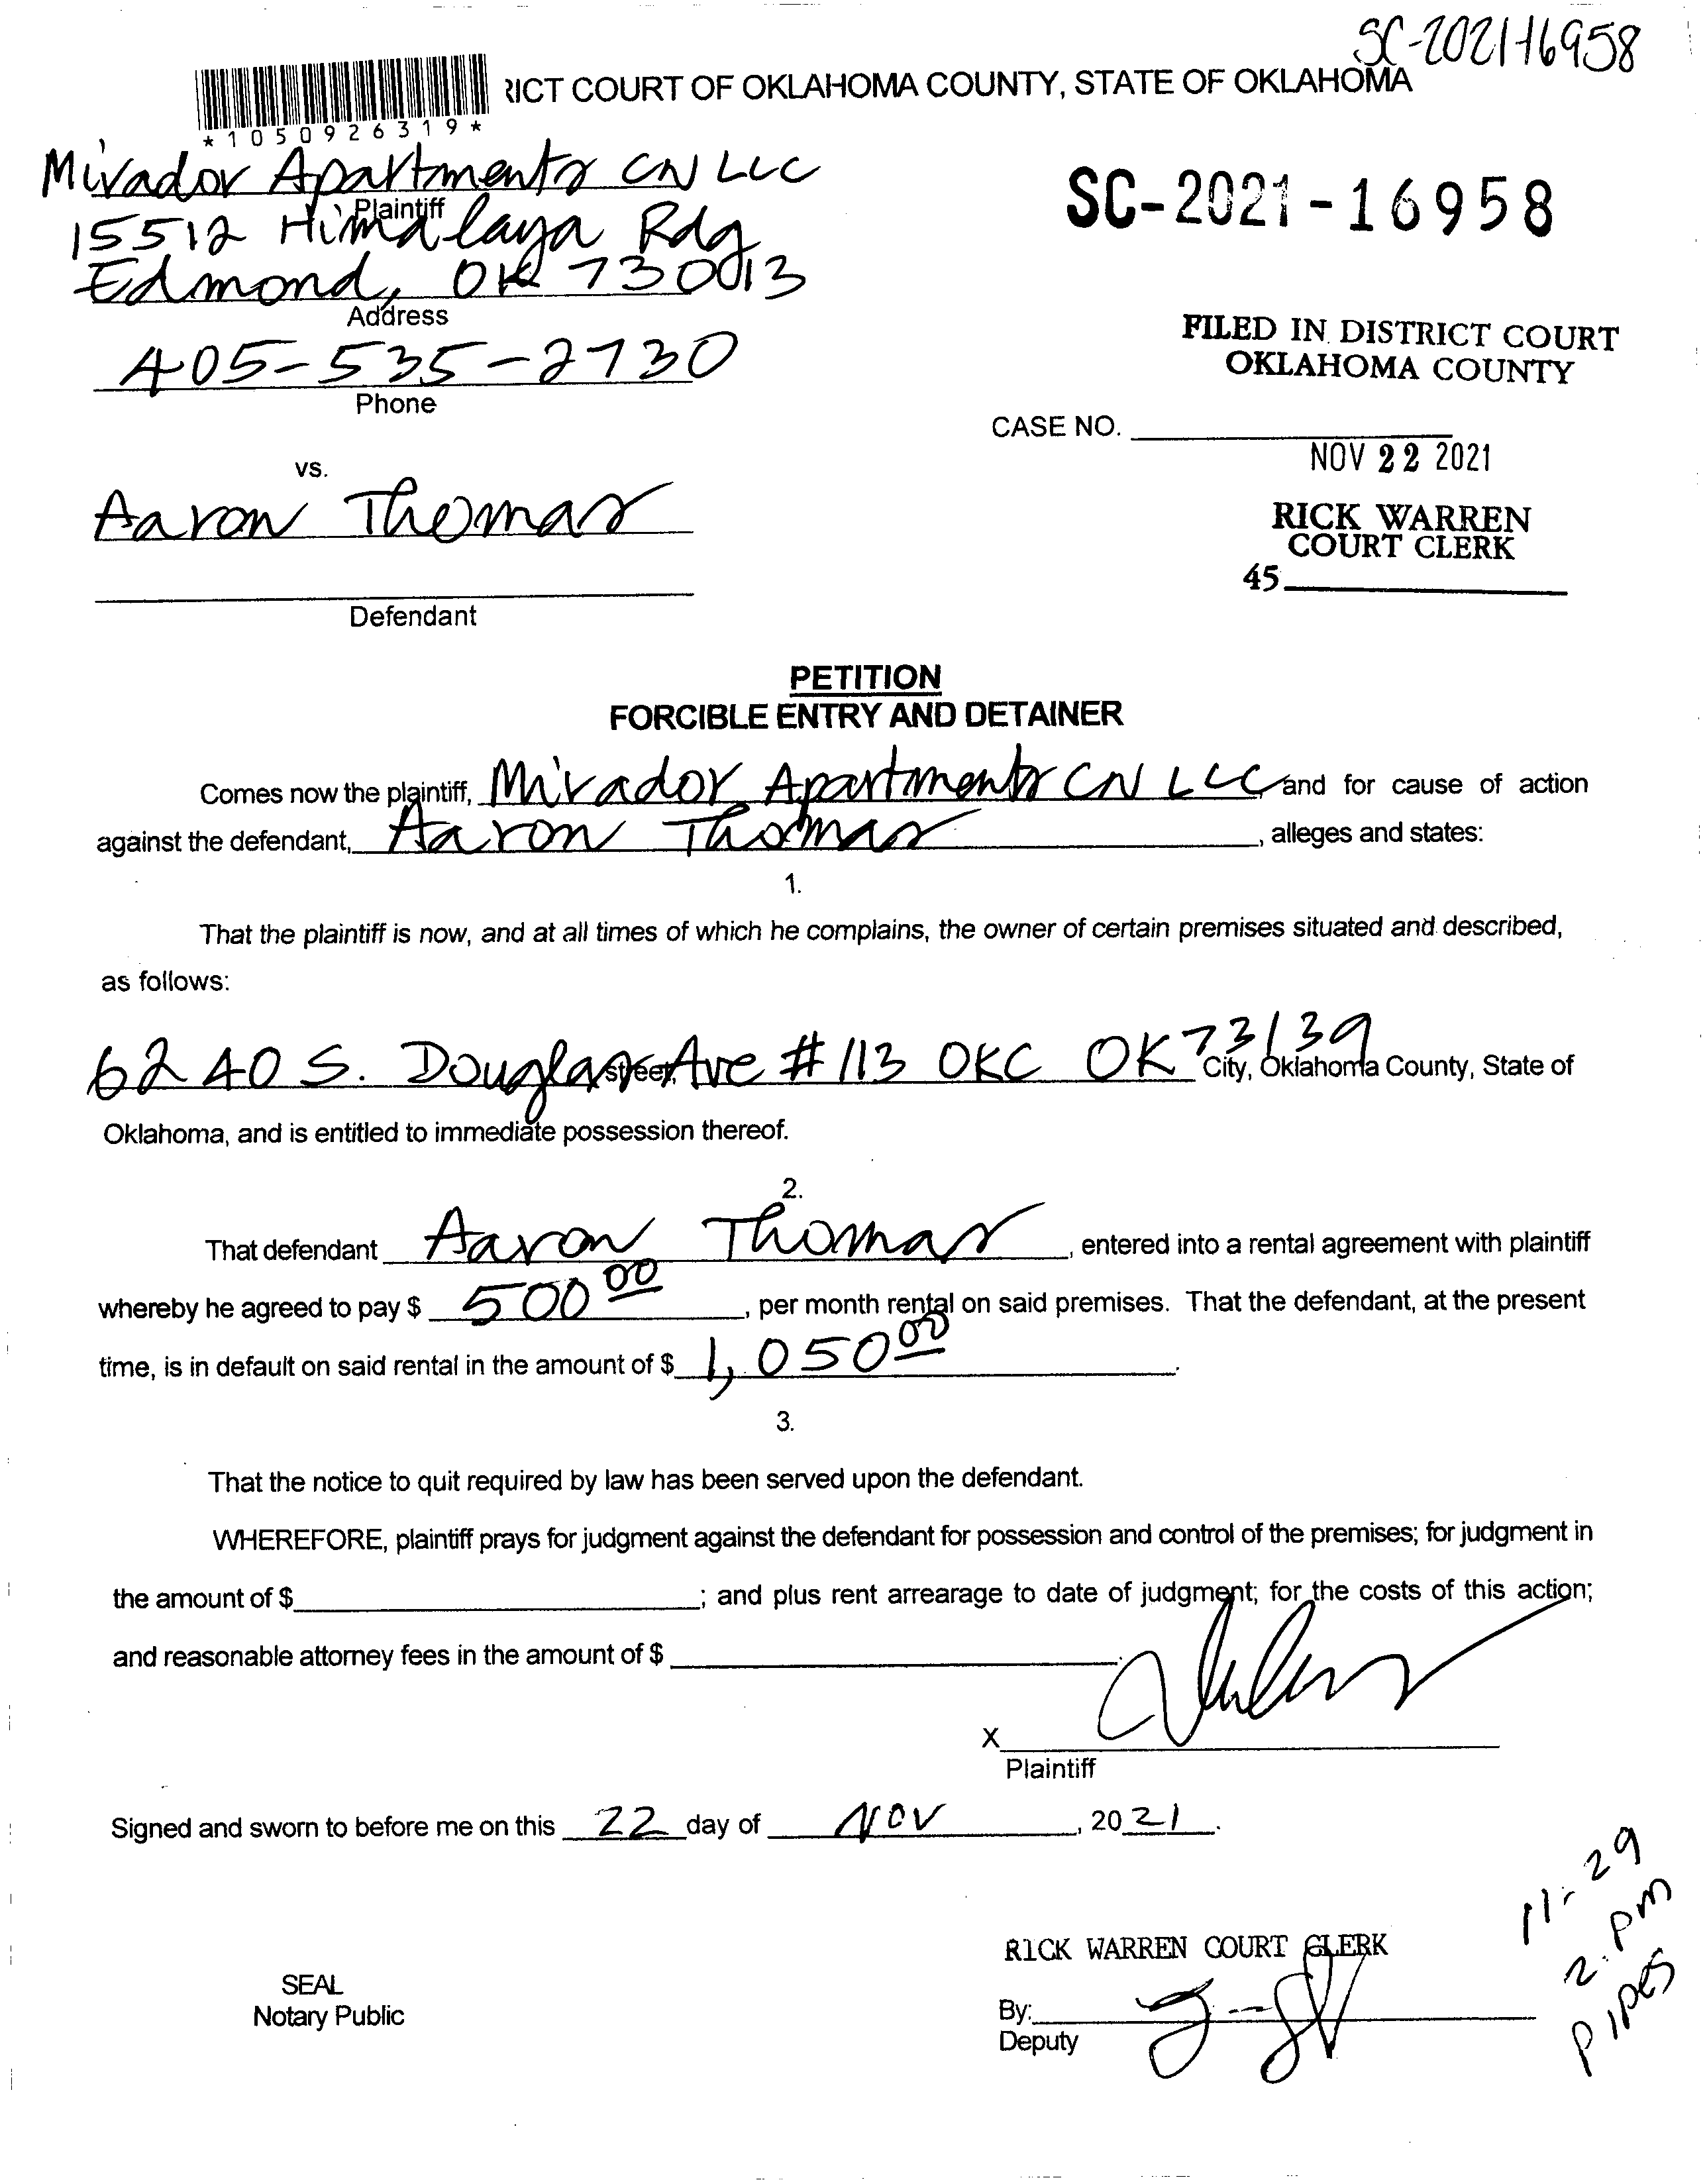 SC-2021-16958
RICT COURT OF OKLAHOMA COUNTY, STATE OF OKLAHOMA
*1050926319*
Mirador Apartments CN LLC
Plaintiff
15512 Himalaya Rdg
Edmond, OK 73013
Address
405-535-2730
Phone
SC-2021-16958
FILED IN DISTRICT COURT
OKLAHOMA COUNTY
CASE NO.
NOV 22 2021
RICK WARREN
COURT CLERK
45
vs.
Aaron Thomas
Defendant
PETITION
FORCIBLE ENTRY AND DETAINER
Comes now the plaintiff, Mirador Apartments CN LLC and for cause of action
against the defendant, Aaron Thomas, alleges and states:
1.
That the plaintiff is now, and at all times of which he complains, the owner of certain premises situated and described,
as follows:
6240 S. Douglas Ave #113 OKC OK 73139
street, City, Oklahoma County, State of
Oklahoma, and is entitled to immediate possession thereof.
2.
That defendant Aaron Thomas, entered into a rental agreement with plaintiff
whereby he agreed to pay $ 500 00, per month rental on said premises. That the defendant, at the present
time, is in default on said rental in the amount of $ 1,050 00.
3.
That the notice to quit required by law has been served upon the defendant.
WHEREFORE, plaintiff prays for judgment against the defendant for possession and control of the premises; for judgment in
the amount of $; and plus rent arrearage to date of judgment; for the costs of this action;
and reasonable attorney fees in the amount of $.
X
Plaintiff
Signed and sworn to before me on this 22 day of NOV, 20 21.
11-29
2:pm
PIPES
RICK WARREN COURT CLERK
SEAL
Notary Public
By:
Deputy